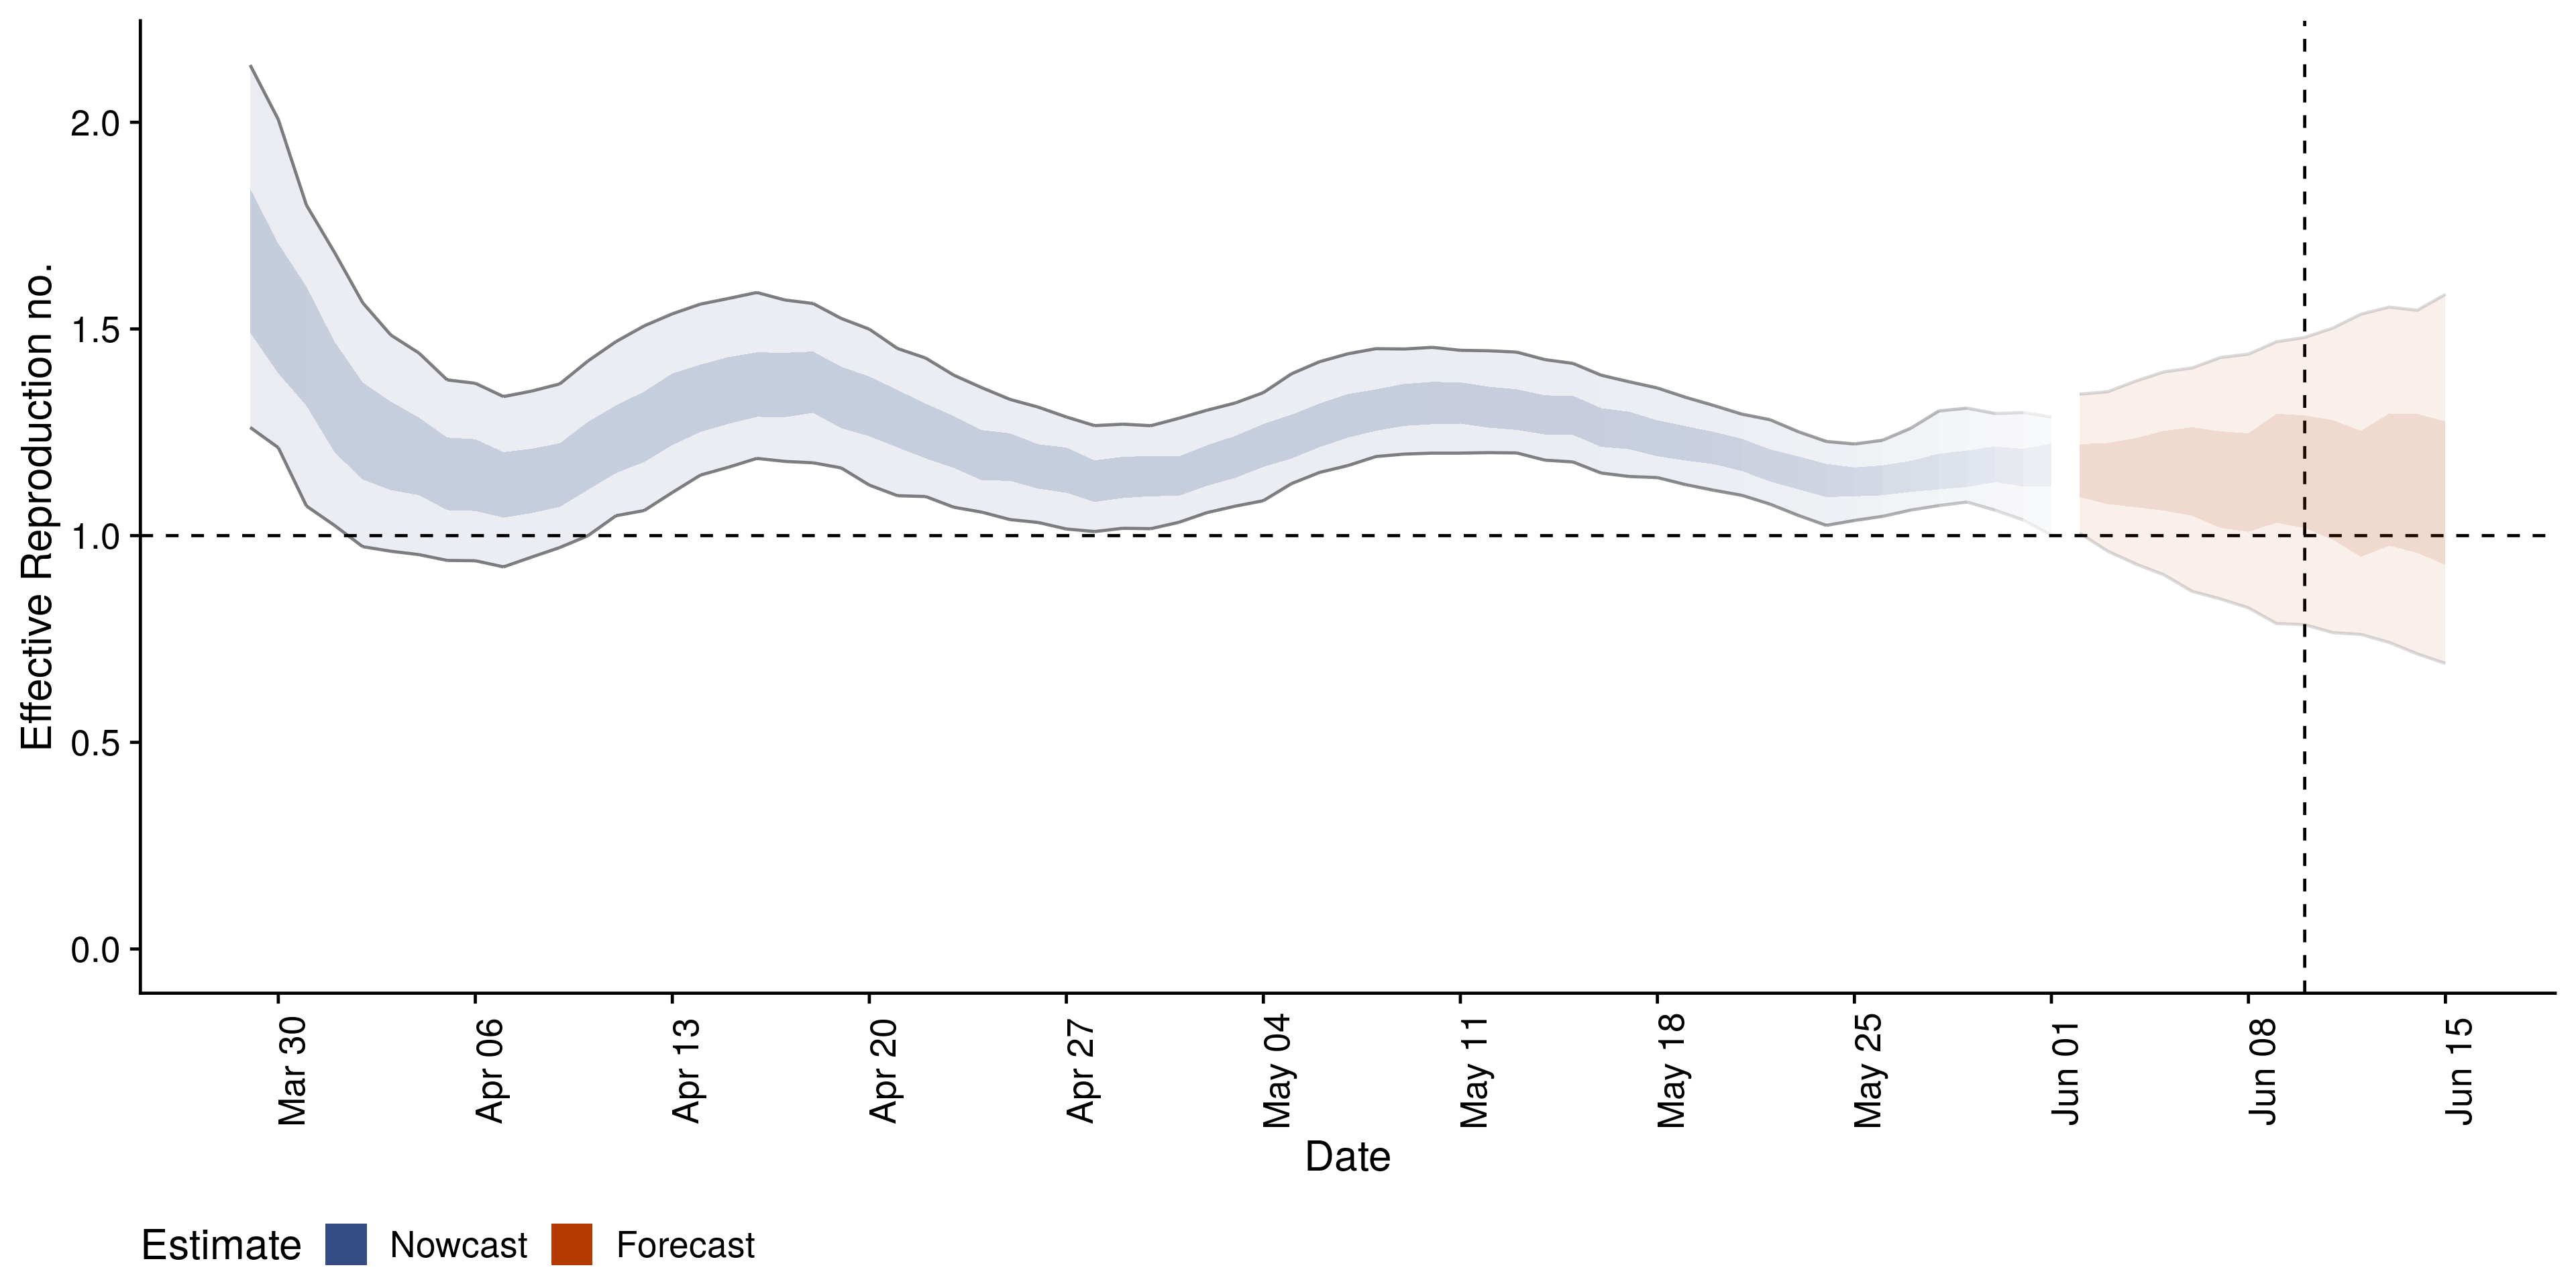 Effective Reproduction no.
2.0
1.5
1.0
0.5
0.0
Mar 30
Apr 06
Apr 13
Apr 20
Apr 27
May 04
May 11
May 18
May 25
Jun 01
Jun 08
Jun 15
Date
Estimate Nowcast Forecast